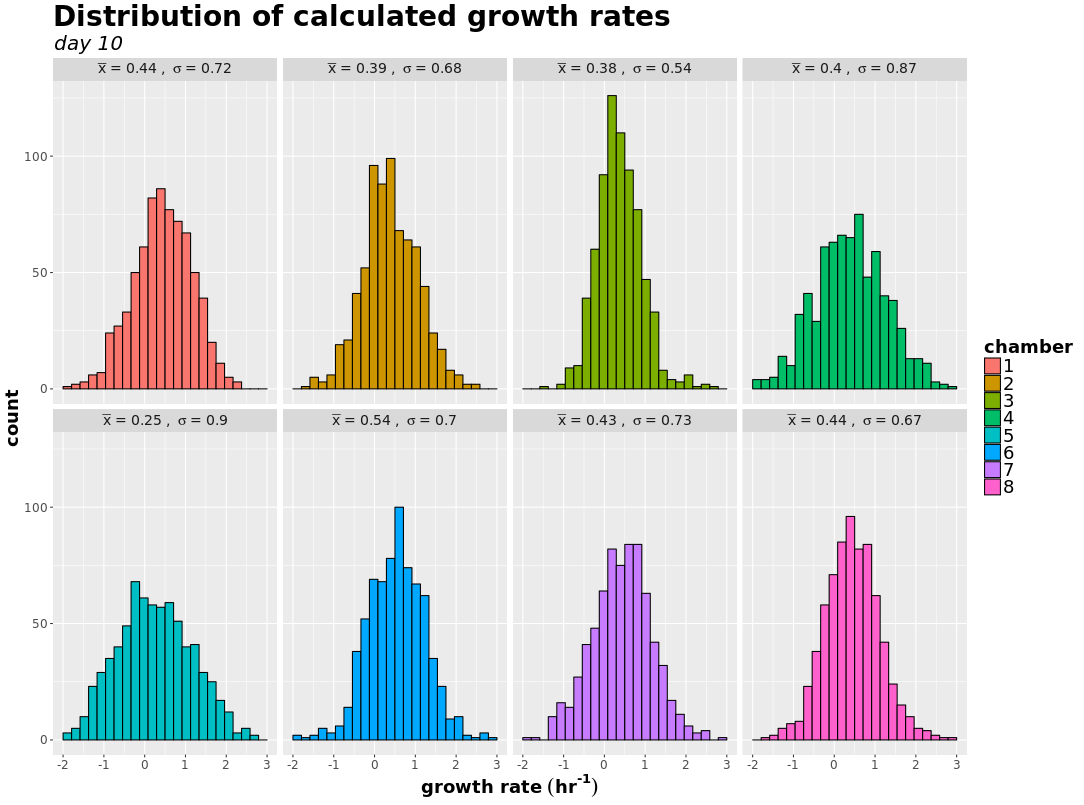 Distribution of calculated growth rates
day 10
x̅ = 0.44 , σ = 0.72
x̅ = 0.39 , σ = 0.68
x̅ = 0.38 , σ = 0.54
x̅ = 0.4 , σ = 0.87
100
50
0
count
chamber
1
2
3
4
5
6
7
8
x̅ = 0.25 , σ = 0.9
x̅ = 0.54 , σ = 0.7
x̅ = 0.43 , σ = 0.73
x̅ = 0.44 , σ = 0.67
100
50
0
-2 -1 0 1 2 3
-2 -1 0 1 2 3
-2 -1 0 1 2 3
-2 -1 0 1 2 3
growth rate (hr⁻¹)